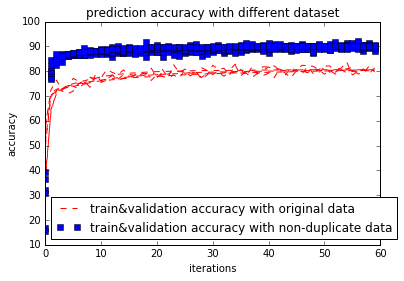 prediction accuracy with different dataset
100
90
80
70
60
50
40
30
20
10
accuracy
train&validation accuracy with original data
train&validation accuracy with non-duplicate data
0 10 20 30 40 50 60
iterations